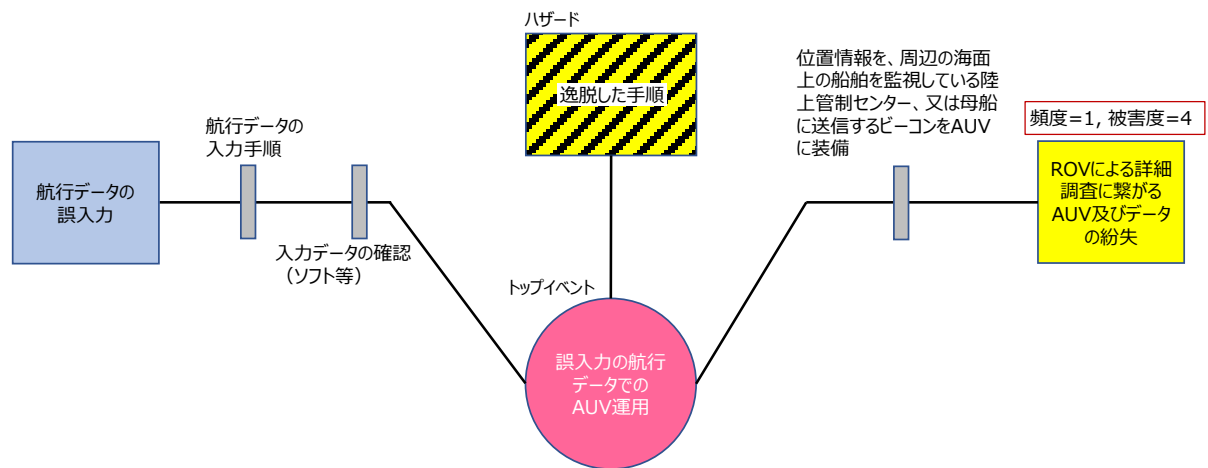 ハザード
逸脱した手順
位置情報を、周辺の海面
上の船舶を監視している陸
上管制センター、又は母船
に送信するビーコンをAUV
に装備
頻度=1, 被害度=4
ROVによる詳細
調査に繋がる
AUV及びデータ
の紛失
航行データの
入力手順
航行データの
誤入力
入力データの確認
（ソフト等）
トップイベント
誤入力の航行
データでの
AUV運用